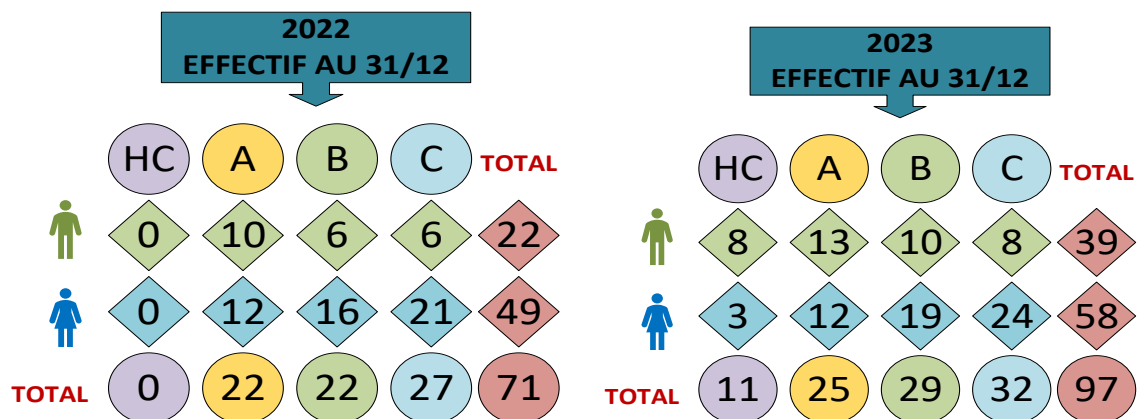 2022
EFFECTIF AU 31/12
HC A B C TOTAL
0 10 6 6 22
0 12 16 21 49
TOTAL 0 22 22 27 71
2023
EFFECTIF AU 31/12
HC A B C TOTAL
8 13 10 8 39
3 12 19 24 58
TOTAL 11 25 29 32 97